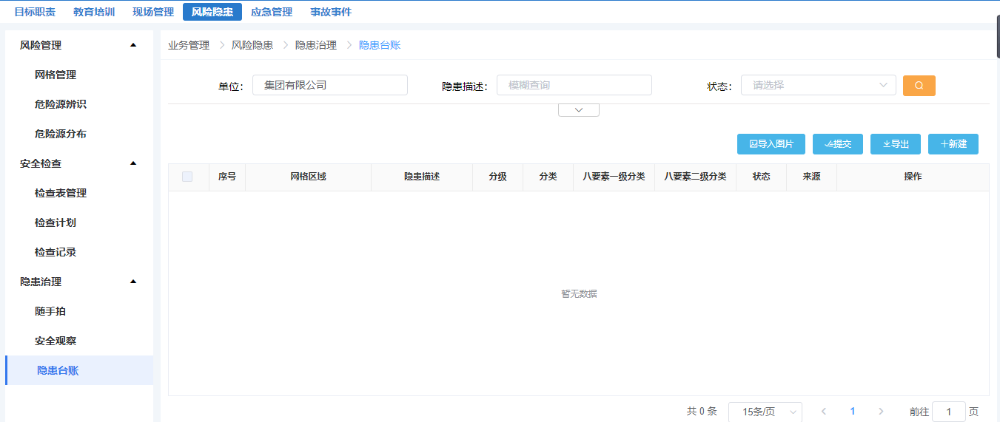 目标职责 教育培训 现场管理 风险隐患 应急管理 事故事件
风险管理
网格管理
危险源辨识
危险源分布
安全检查
检查表管理
检查计划
检查记录
隐患治理
随手拍
安全观察
隐患台账
业务管理 > 风险隐患 > 隐患治理 > 隐患台账
单位: 集团有限公司 隐患描述: 模糊查询 状态: 请选择
导入图片 提交 导出 新建
序号 网格区域 隐患描述 分级 分类 八要素一级分类 八要素二级分类 状态 来源 操作
暂无数据
共 0 条 15条/页 < 1 > 前往 1 页